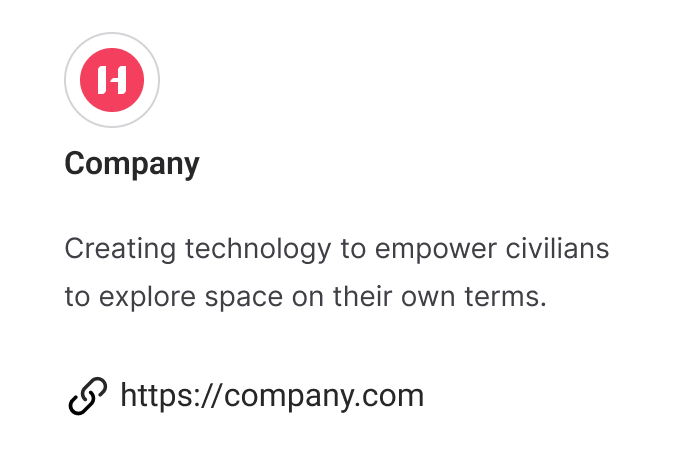 H
Company
Creating technology to empower civilians
to explore space on their own terms.
https://company.com